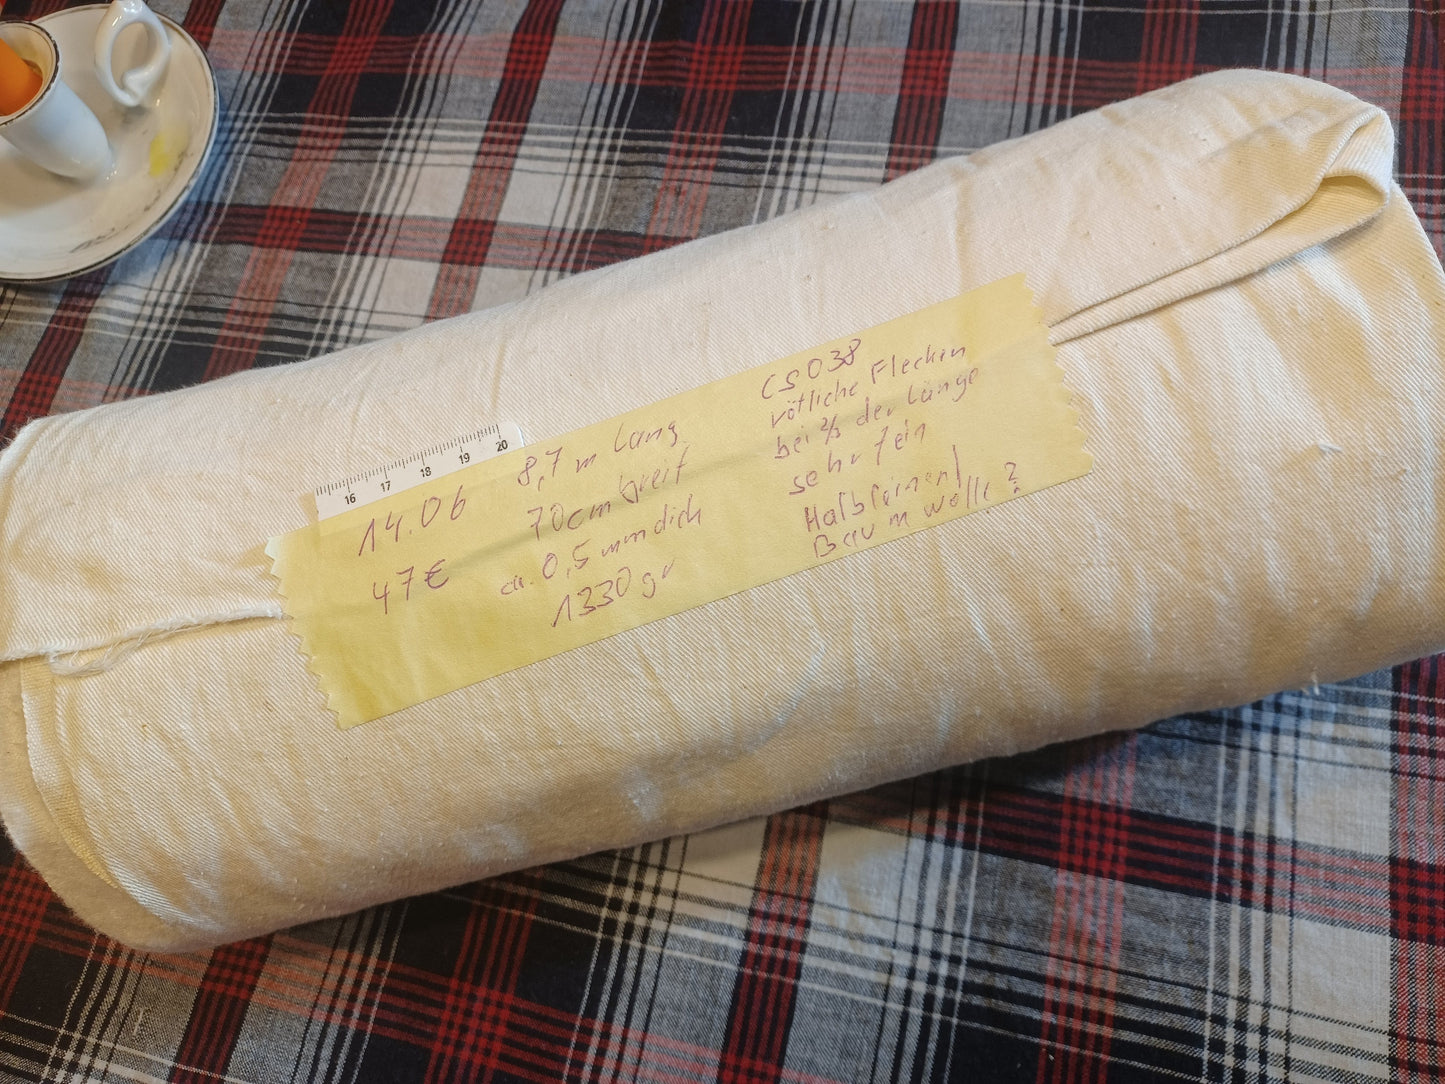 16 17 18 19 20
14.06
47€
8,7 m lang
70cm breit
ca. 0,5 mm dick
1330 gr
CS038
rötliche Flecken
bei 2/3 der Länge
sehr fein
Halbleinen/
Baumwolle?